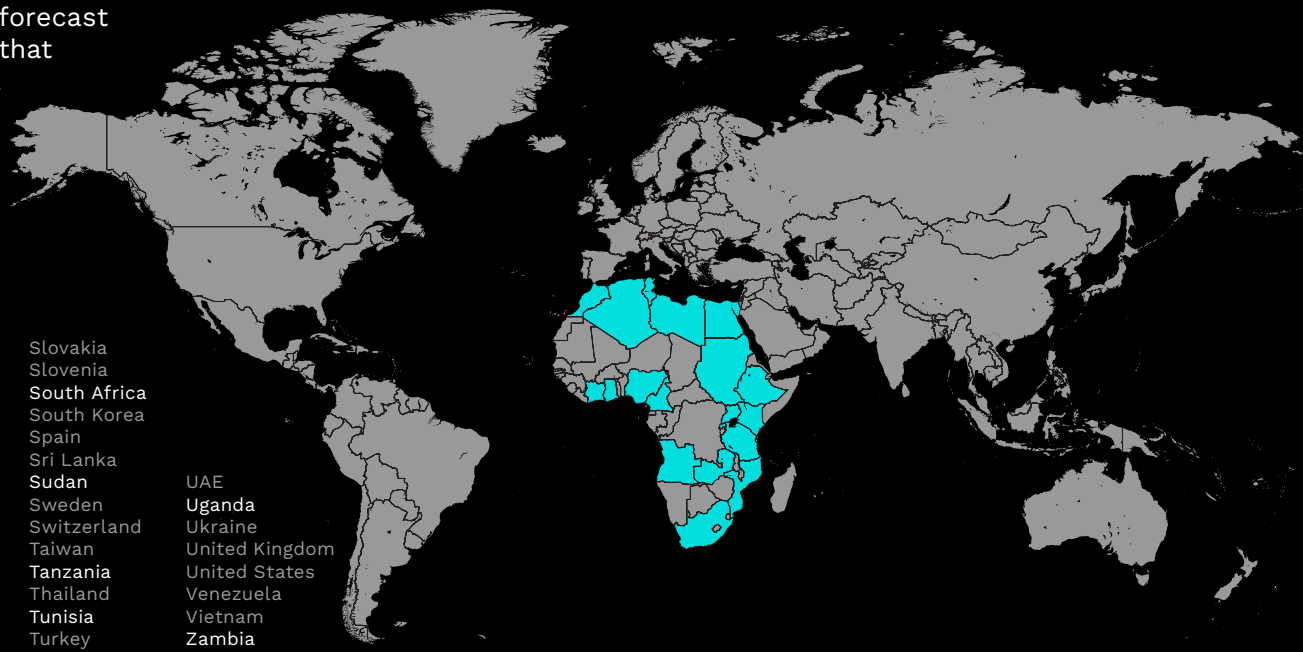 forecast
that
Slovakia
Slovenia
South Africa
South Korea
Spain
Sri Lanka
Sudan
Sweden
Switzerland
Taiwan
Tanzania
Thailand
Tunisia
Turkey
UAE
Uganda
Ukraine
United Kingdom
United States
Venezuela
Vietnam
Zambia